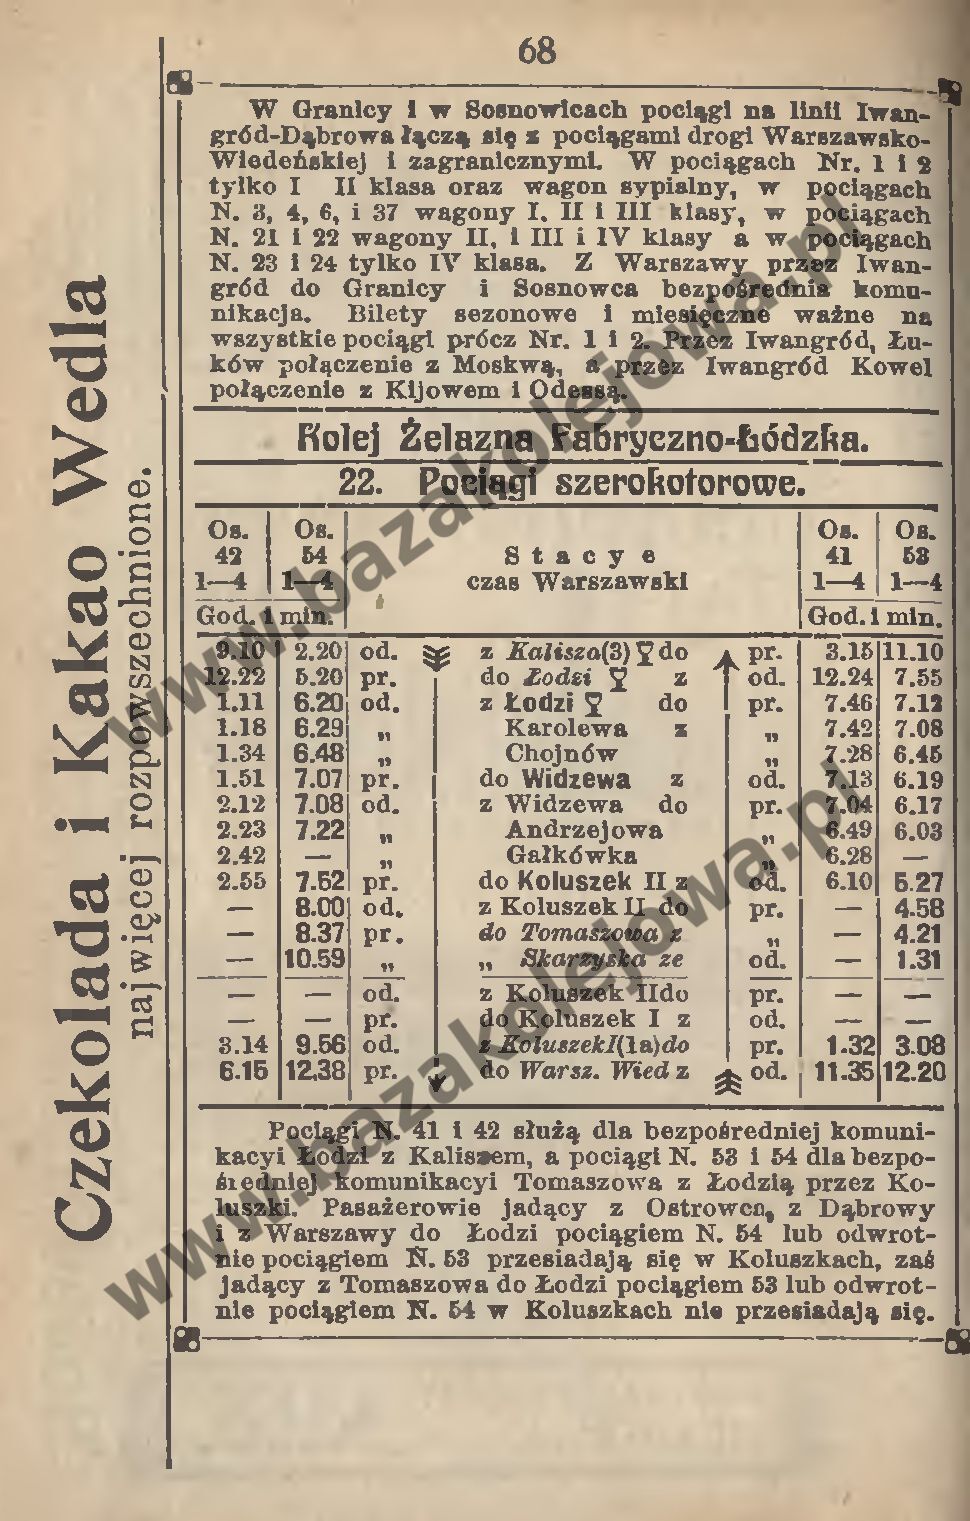 68
W Granicy i w Sosnowicach pociągi na linii Iwan-
gród-Dąbrowa łączą się z pociągami drogi Warszawsko-
Wiedeńskiej i zagranicznymi. W pociągach Nr. 1 i 2
tylko I II klasa oraz wagon sypialny, w pociągach
N. 3, 4, 6, i 37 wagony I. II i III klasy, w pociągach
N. 21 i 22 wagony II, i III i IV klasy a w pociągach
N. 23 i 24 tylko IV klasa. Z Warszawy przez Iwan-
gród do Granicy i Sosnowca bezpośrednia komu-
nikacja. Bilety sezonowe i miesięczne ważne na
wszystkie pociągi prócz Nr. 1 i 2. Przez Iwangród, Łu-
ków połączenie z Moskwą, a przez Iwangród Kowel
połączenie z Kijowem i Odessą.
Kolej Żelazna Fabryczno-Łódzka.
22. Pociągi szerokotorowe.
Os. Os. Os. Os.
42 54 Stacye 41 53
1—4 1—4 czas Warszawski 1—4 1—4
God. i min. God. i min.
9.10 2.20 od. z Kalisza(3) do pr. 3.15 11.10
12.22 5.20 pr. do Łodzi z od. 12.24 7.55
1.11 6.20 od. z Łodzi do pr. 7.46 7.12
1.18 6.29 „ Karolewa z „ 7.42 7.08
1.34 6.48 „ Chojnów „ 7.28 6.45
1.51 7.07 pr. do Widzewa z od. 7.13 6.19
2.12 7.08 od. z Widzewa do pr. 7.04 6.17
2.23 7.22 „ Andrzejowa „ 6.49 6.03
2.42 — „ Gałkówka „ 6.28 —
2.55 7.52 pr. do Koluszek II z od. 6.10 5.27
— 8.00 od. z Koluszek II do pr. — 4.58
— 8.37 pr. do Tomaszowa z „ — 4.21
— 10.59 „ „ Skarzyska ze od. — 1.31
— — od. z Koluszek II do pr. — —
— — pr. do Koluszek I z od. — —
3.14 9.56 od. z Koluszek I(1a) do pr. 1.32 3.08
6.15 12.38 pr. do Warsz. Wied z od. 11.35 12.20
Pociągi N. 41 i 42 służą dla bezpośredniej komuni-
kacyi Łodzi z Kaliszem, a pociągi N. 53 i 54 dla bezpo-
średniej komunikacyi Tomaszowa z Łodzią przez Ko-
luszki. Pasażerowie jadący z Ostrowca, z Dąbrowy
i z Warszawy do Łodzi pociągiem N. 54 lub odwrot-
nie pociągiem N. 53 przesiadają się w Koluszkach, zaś
jadący z Tomaszowa do Łodzi pociągiem 53 lub odwrot-
nie pociągiem N. 54 w Koluszkach nie przesiadają się.
Czekolada i Kakao Wedla
najwięcej rozpowszechnione.
www.bazakolejowa.pl
www.bazakolejowa.pl